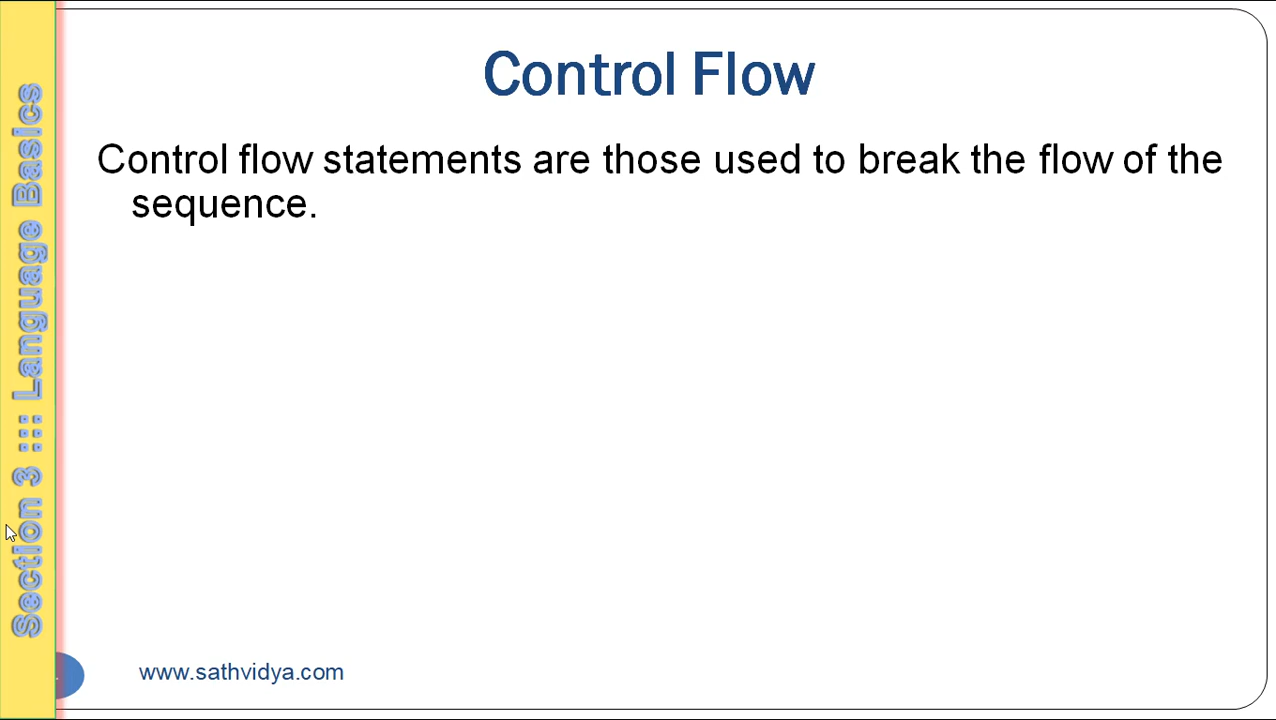 Control Flow
Control flow statements are those used to break the flow of the
sequence.
Section 3 ::: Language Basics
www.sathvidya.com